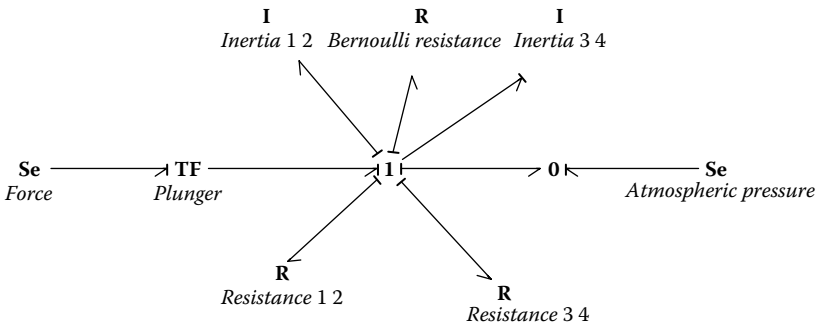 I R I
Inertia 1 2 Bernoulli resistance Inertia 3 4
Se TF 1 0 Se
Force Plunger Atmospheric pressure
R R
Resistance 1 2 Resistance 3 4